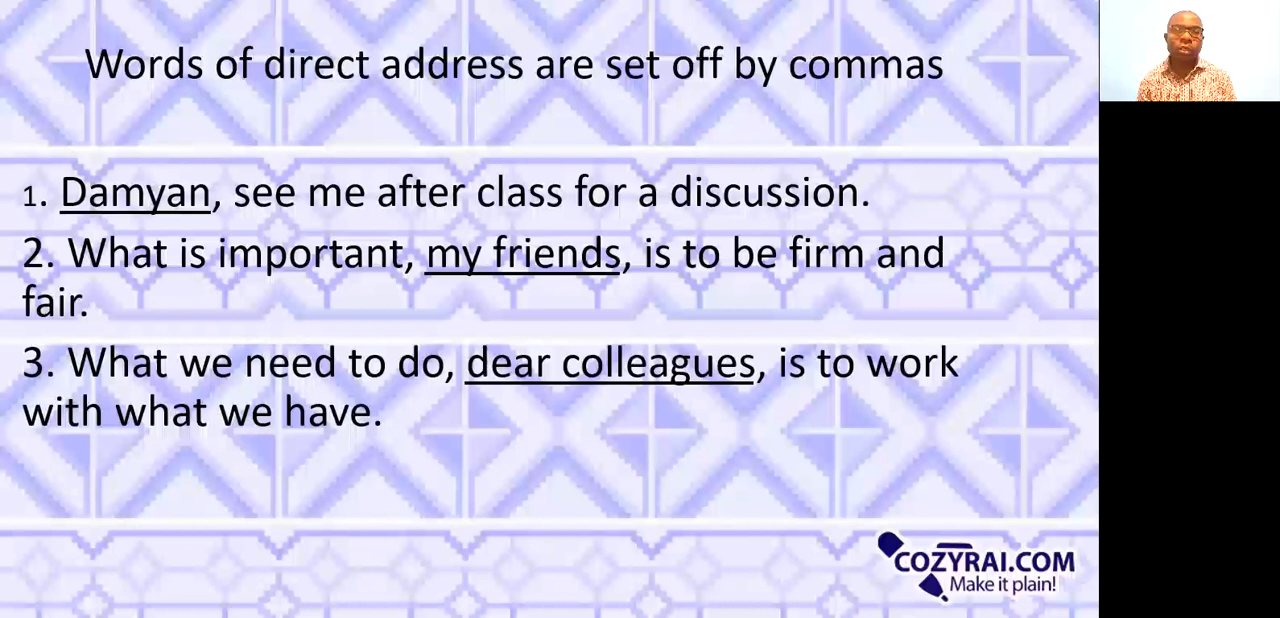 Words of direct address are set off by commas
1. Damyan, see me after class for a discussion.
2. What is important, my friends, is to be firm and
fair.
3. What we need to do, dear colleagues, is to work
with what we have.
COZYRAI.COM
Make it plain!